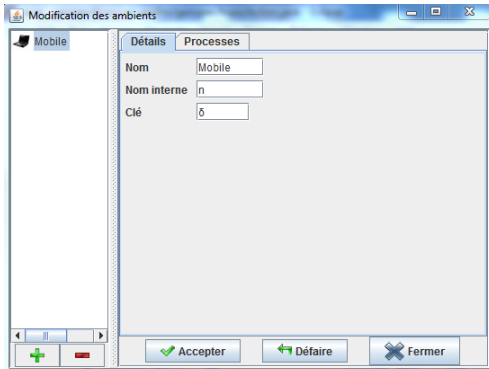 Modification des ambients
Mobile
Détails Processes
Nom Mobile
Nom interne n
Clé δ
Accepter Défaire Fermer